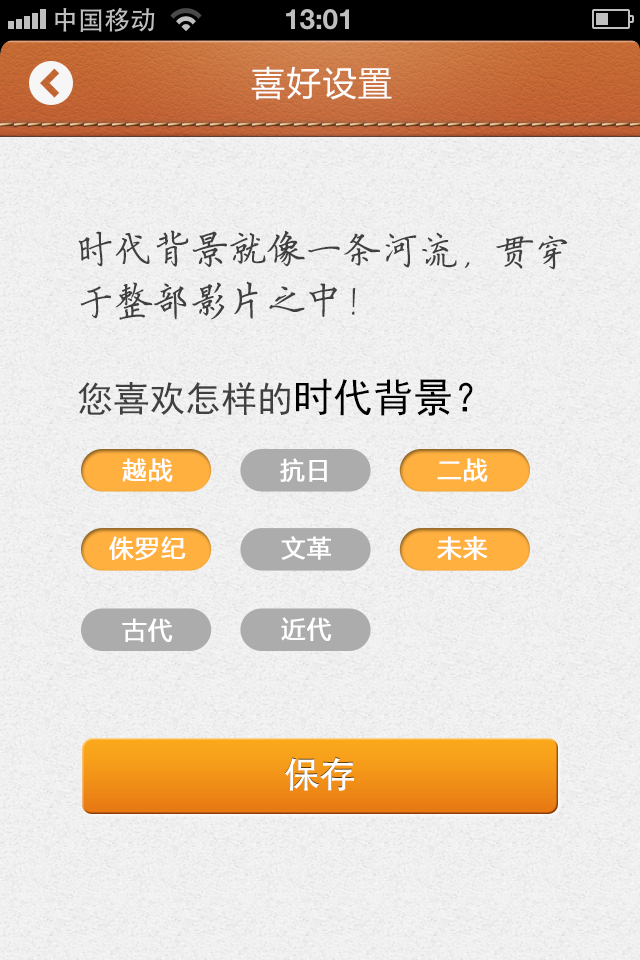 中国移动 13:01
喜好设置
时代背景就像一条河流，贯穿
于整部影片之中！
您喜欢怎样的时代背景？
越战 抗日 二战
侏罗纪 文革 未来
古代 近代
保存